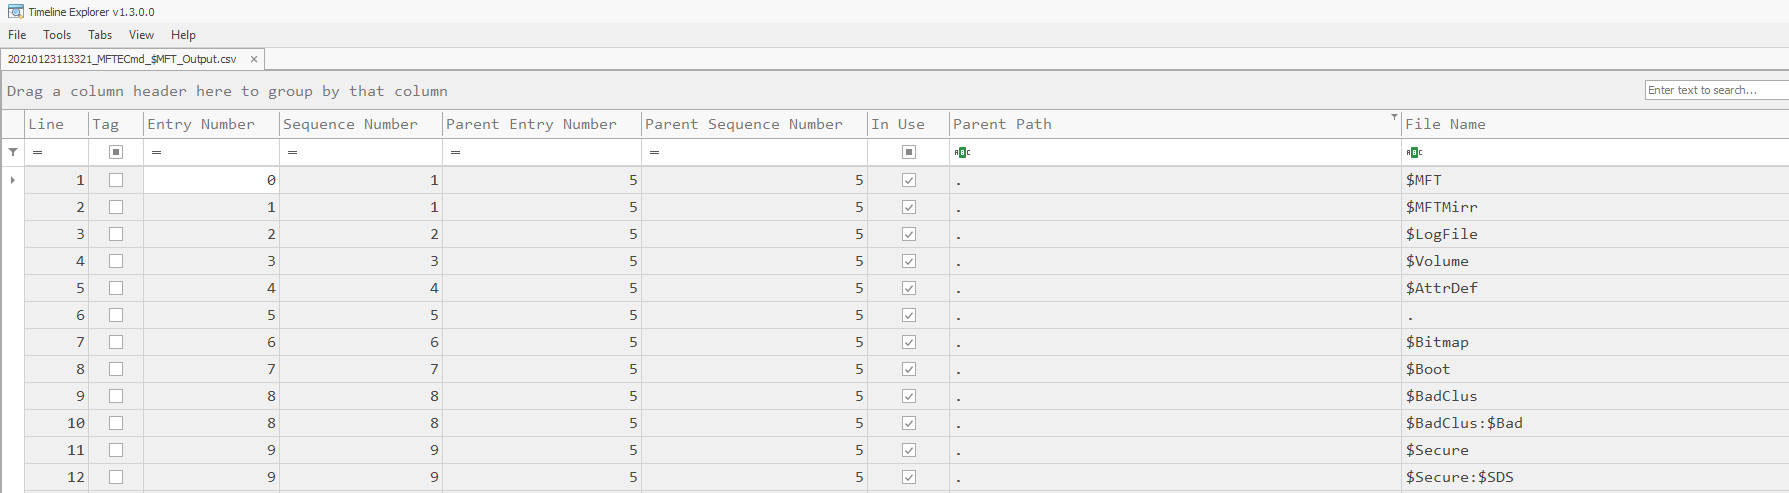 Timeline Explorer v1.3.0.0
File Tools Tabs View Help
20210123113321_MFTECmd_$MFT_Output.csv ×
Drag a column header here to group by that column
Enter text to search...
Line Tag Entry Number Sequence Number Parent Entry Number Parent Sequence Number In Use Parent Path File Name
= = = = = ABC ABC
1 0 1 5 5 . $MFT
2 1 1 5 5 . $MFTMirr
3 2 2 5 5 . $LogFile
4 3 3 5 5 . $Volume
5 4 4 5 5 . $AttrDef
6 5 5 5 5 . .
7 6 6 5 5 . $Bitmap
8 7 7 5 5 . $Boot
9 8 8 5 5 . $BadClus
10 8 8 5 5 . $BadClus:$Bad
11 9 9 5 5 . $Secure
12 9 9 5 5 . $Secure:$SDS